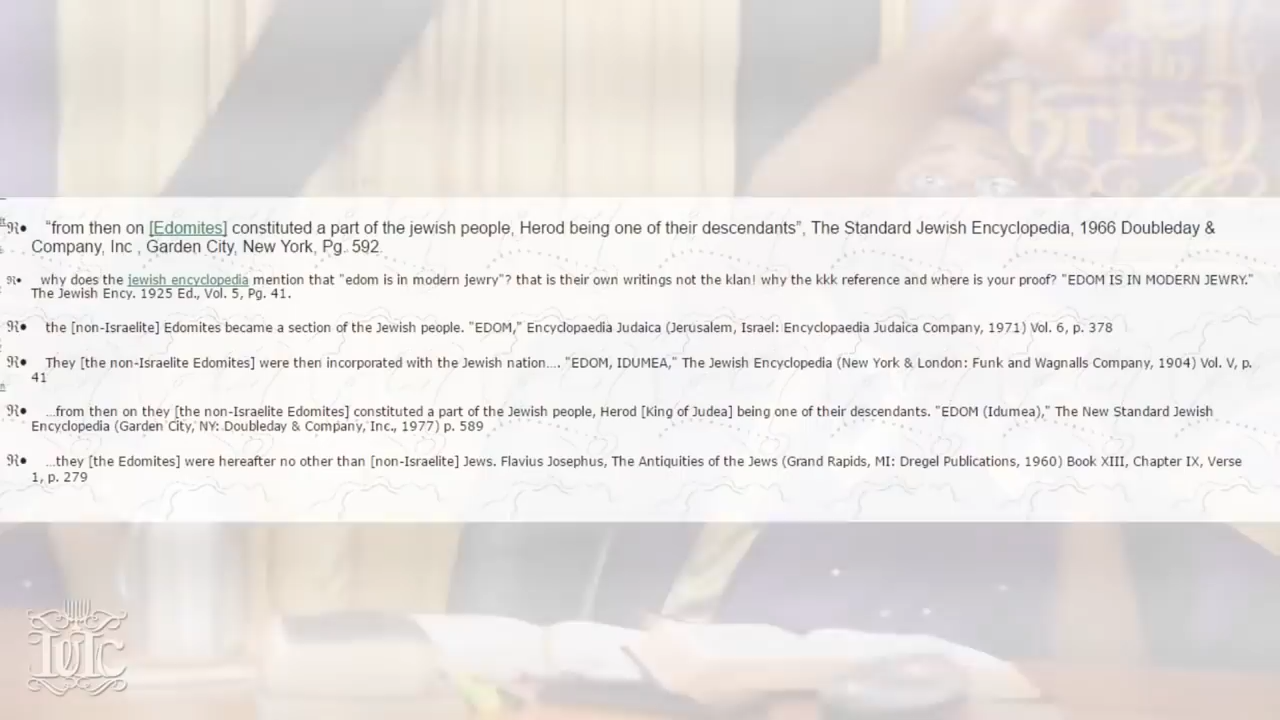 hrist
ℜ• “from then on [Edomites] constituted a part of the jewish people, Herod being one of their descendants”, The Standard Jewish Encyclopedia, 1966 Doubleday &
Company, Inc , Garden City, New York, Pg. 592.
ℜ• why does the jewish encyclopedia mention that "edom is in modern jewry"? that is their own writings not the klan! why the kkk reference and where is your proof? "EDOM IS IN MODERN JEWRY."
The Jewish Ency. 1925 Ed., Vol. 5, Pg. 41.
ℜ• the [non-Israelite] Edomites became a section of the Jewish people. "EDOM," Encyclopaedia Judaica (Jerusalem, Israel: Encyclopaedia Judaica Company, 1971) Vol. 6, p. 378
ℜ• They [the non-Israelite Edomites] were then incorporated with the Jewish nation.... "EDOM, IDUMEA," The Jewish Encyclopedia (New York & London: Funk and Wagnalls Company, 1904) Vol. V, p.
41
ℜ• ...from then on they [the non-Israelite Edomites] constituted a part of the Jewish people, Herod [King of Judea] being one of their descendants. "EDOM (Idumea)," The New Standard Jewish
Encyclopedia (Garden City, NY: Doubleday & Company, Inc., 1977) p. 589
ℜ• ...they [the Edomites] were hereafter no other than [non-Israelite] Jews. Flavius Josephus, The Antiquities of the Jews (Grand Rapids, MI: Dregel Publications, 1960) Book XIII, Chapter IX, Verse
1, p. 279
IUIC